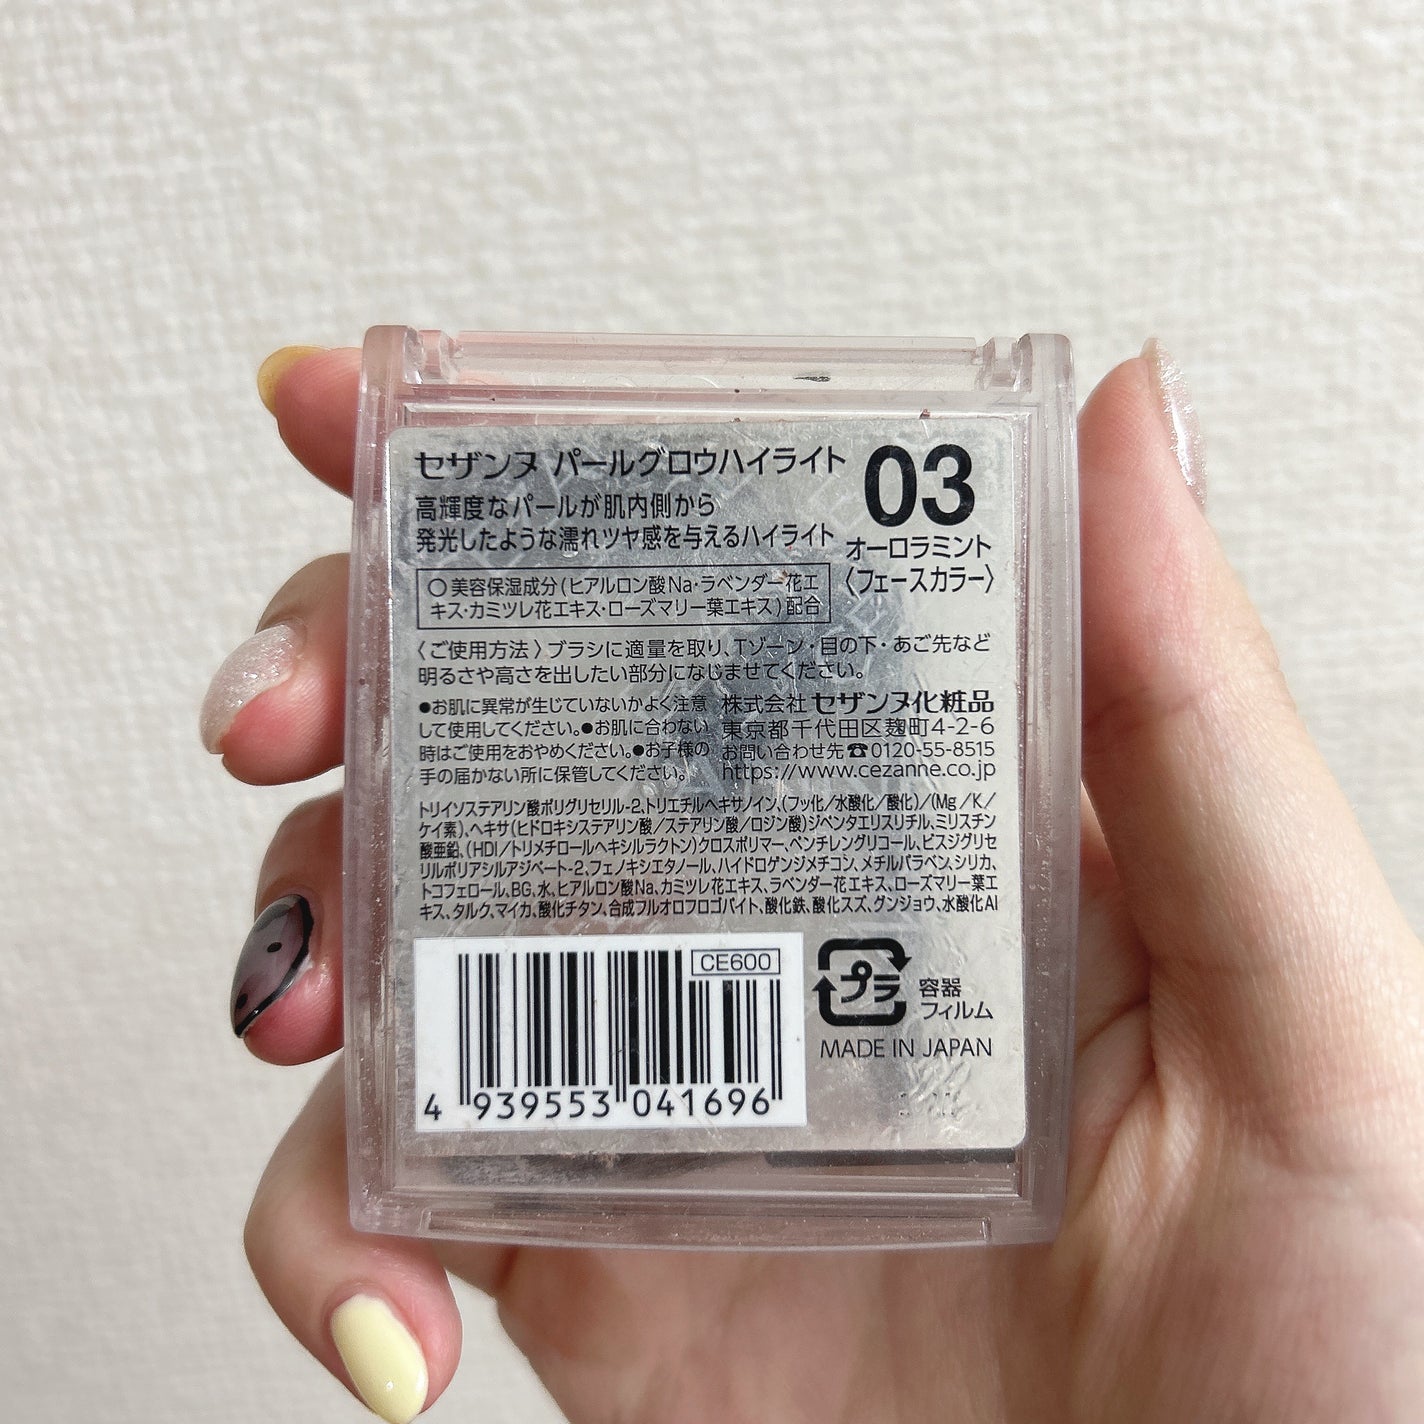 セザンヌ パールグロウハイライト
03
高輝度なパールが肌内側から
発光したような濡れツヤ感を与えるハイライト
オーロラミント
〈フェースカラー〉
○美容保湿成分(ヒアルロン酸Na・ラベンダー花エ
キス・カミツレ花エキス・ローズマリー葉エキス)配合
〈ご使用方法〉ブラシに適量を取り、Tゾーン・目の下・あご先など
明るさや高さを出したい部分になじませてください。
●お肌に異常が生じていないかよく注意
して使用してください。●お肌に合わない
時はご使用をおやめください。●お子様の
手の届かない所に保管してください。
株式会社 セザンヌ化粧品
東京都千代田区麹町4-2-6
お問い合わせ先☎0120-55-8515
https://www.cezanne.co.jp
トリイソステアリン酸ポリグリセリル-2、トリエチルヘキサノイン、(フッ化/水酸化/酸化)/(Mg/K/
ケイ素)、ヘキサ(ヒドロキシステアリン酸/ステアリン酸/ロジン酸)ジペンタエリスリチル、ミリスチン
酸亜鉛、(HDI/トリメチロールヘキシルラクトン)クロスポリマー、ペンチレングリコール、ビスジグリセ
リルポリアシルアジペート-2、フェノキシエタノール、ハイドロゲンジメチコン、メチルパラベン、シリカ、
トコフェロール、BG、水、ヒアルロン酸Na、カミツレ花エキス、ラベンダー花エキス、ローズマリー葉エ
キス、タルク、マイカ、酸化チタン、合成フルオロフロゴパイト、酸化鉄、酸化スズ、グンジョウ、水酸化Al
CE600
4 939553 041696
プラ
容器
フィルム
MADE IN JAPAN